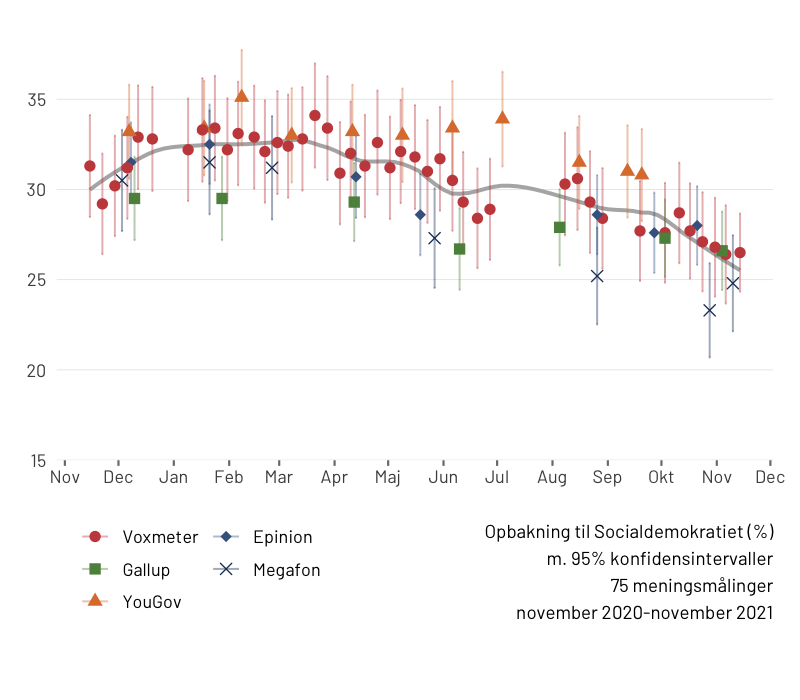 35
30
25
20
15
Nov Dec Jan Feb Mar Apr Maj Jun Jul Aug Sep Okt Nov Dec
Voxmeter Epinion
Gallup Megafon
YouGov
Opbakning til Socialdemokratiet (%)
m. 95% konfidensintervaller
75 meningsmålinger
november 2020-november 2021